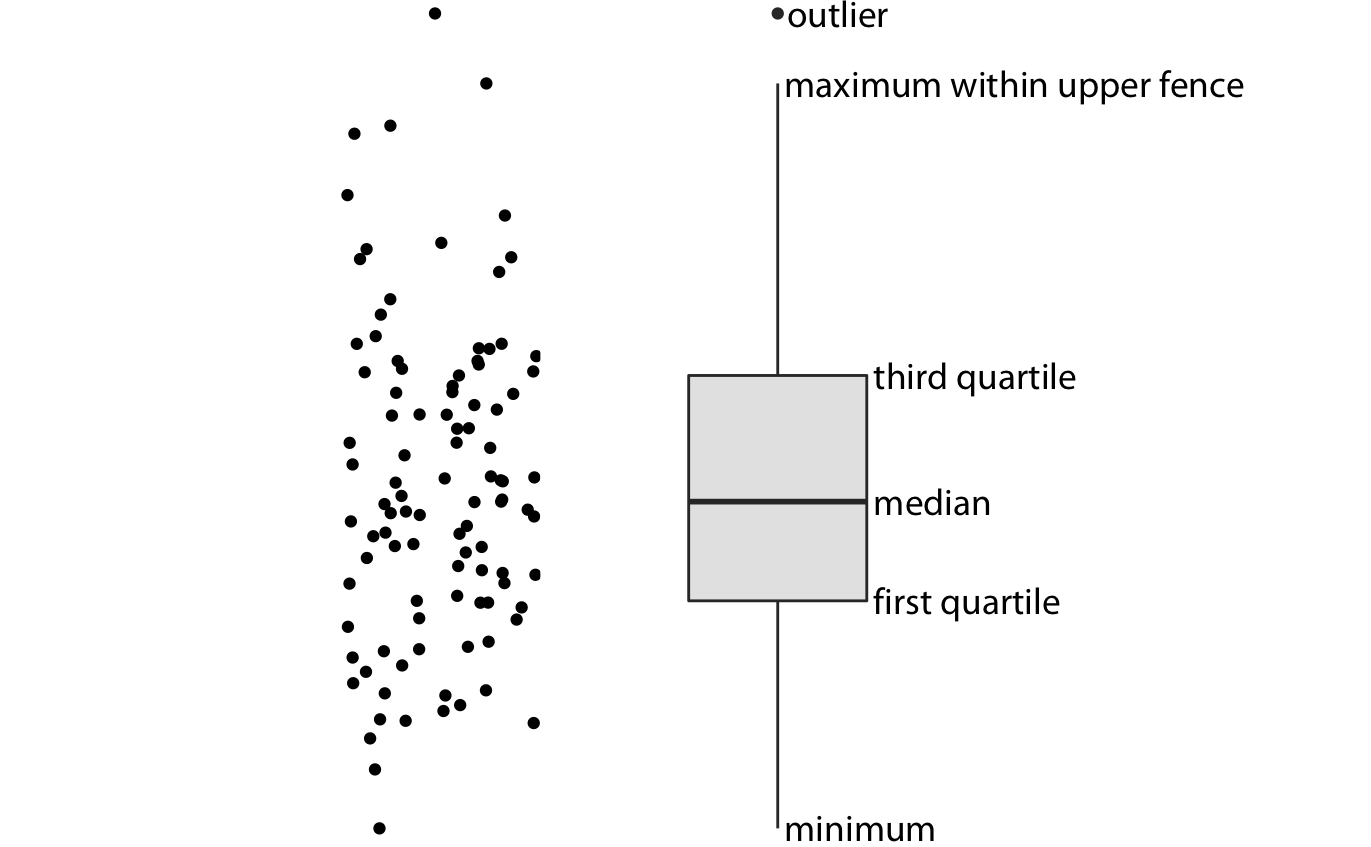 outlier
maximum within upper fence
third quartile
median
first quartile
minimum